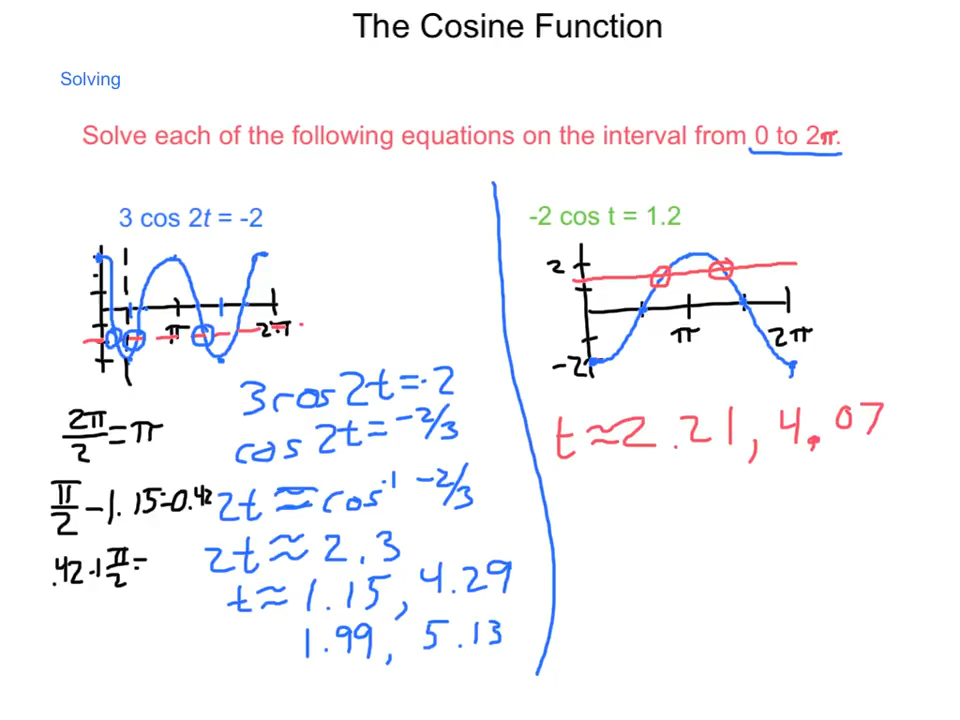 The Cosine Function
Solving
Solve each of the following equations on the interval from 0 to 2π.
3 cos 2t = -2
π
2π
3cos2t=-2
cos 2t=-2/3
2t≈cos⁻¹ -2/3
2t≈2.3
t≈1.15, 4.29
1.99, 5.13
2π/2=π
π/2-1.15=0.42
.42+π/2=
-2 cos t = 1.2
2
-2
π
2π
t≈2.21, 4.07